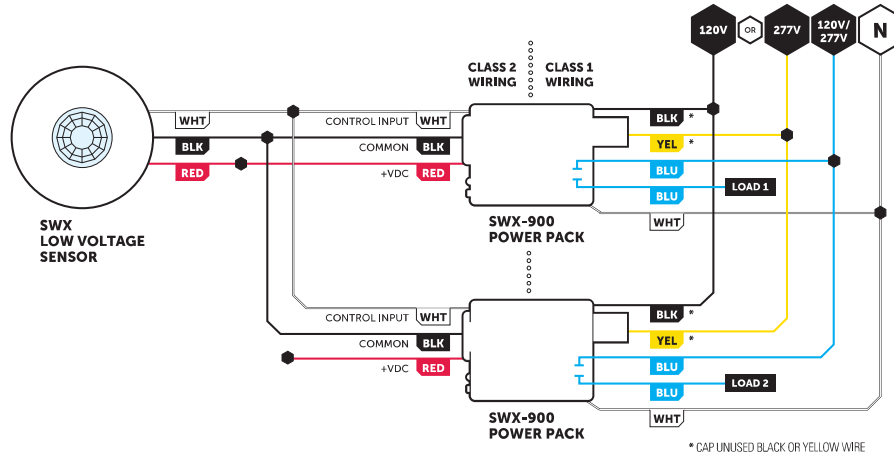 120V
OR
277V
120V/
277V
N
CLASS 2
WIRING
CLASS 1
WIRING
WHT
CONTROL INPUT
WHT
BLK *
BLK
COMMON
BLK
YEL *
RED
+VDC
RED
BLU
BLU
LOAD 1
WHT
SWX
LOW VOLTAGE
SENSOR
SWX-900
POWER PACK
CONTROL INPUT
WHT
BLK *
COMMON
BLK
YEL *
+VDC
RED
BLU
BLU
LOAD 2
WHT
SWX-900
POWER PACK
* CAP UNUSED BLACK OR YELLOW WIRE